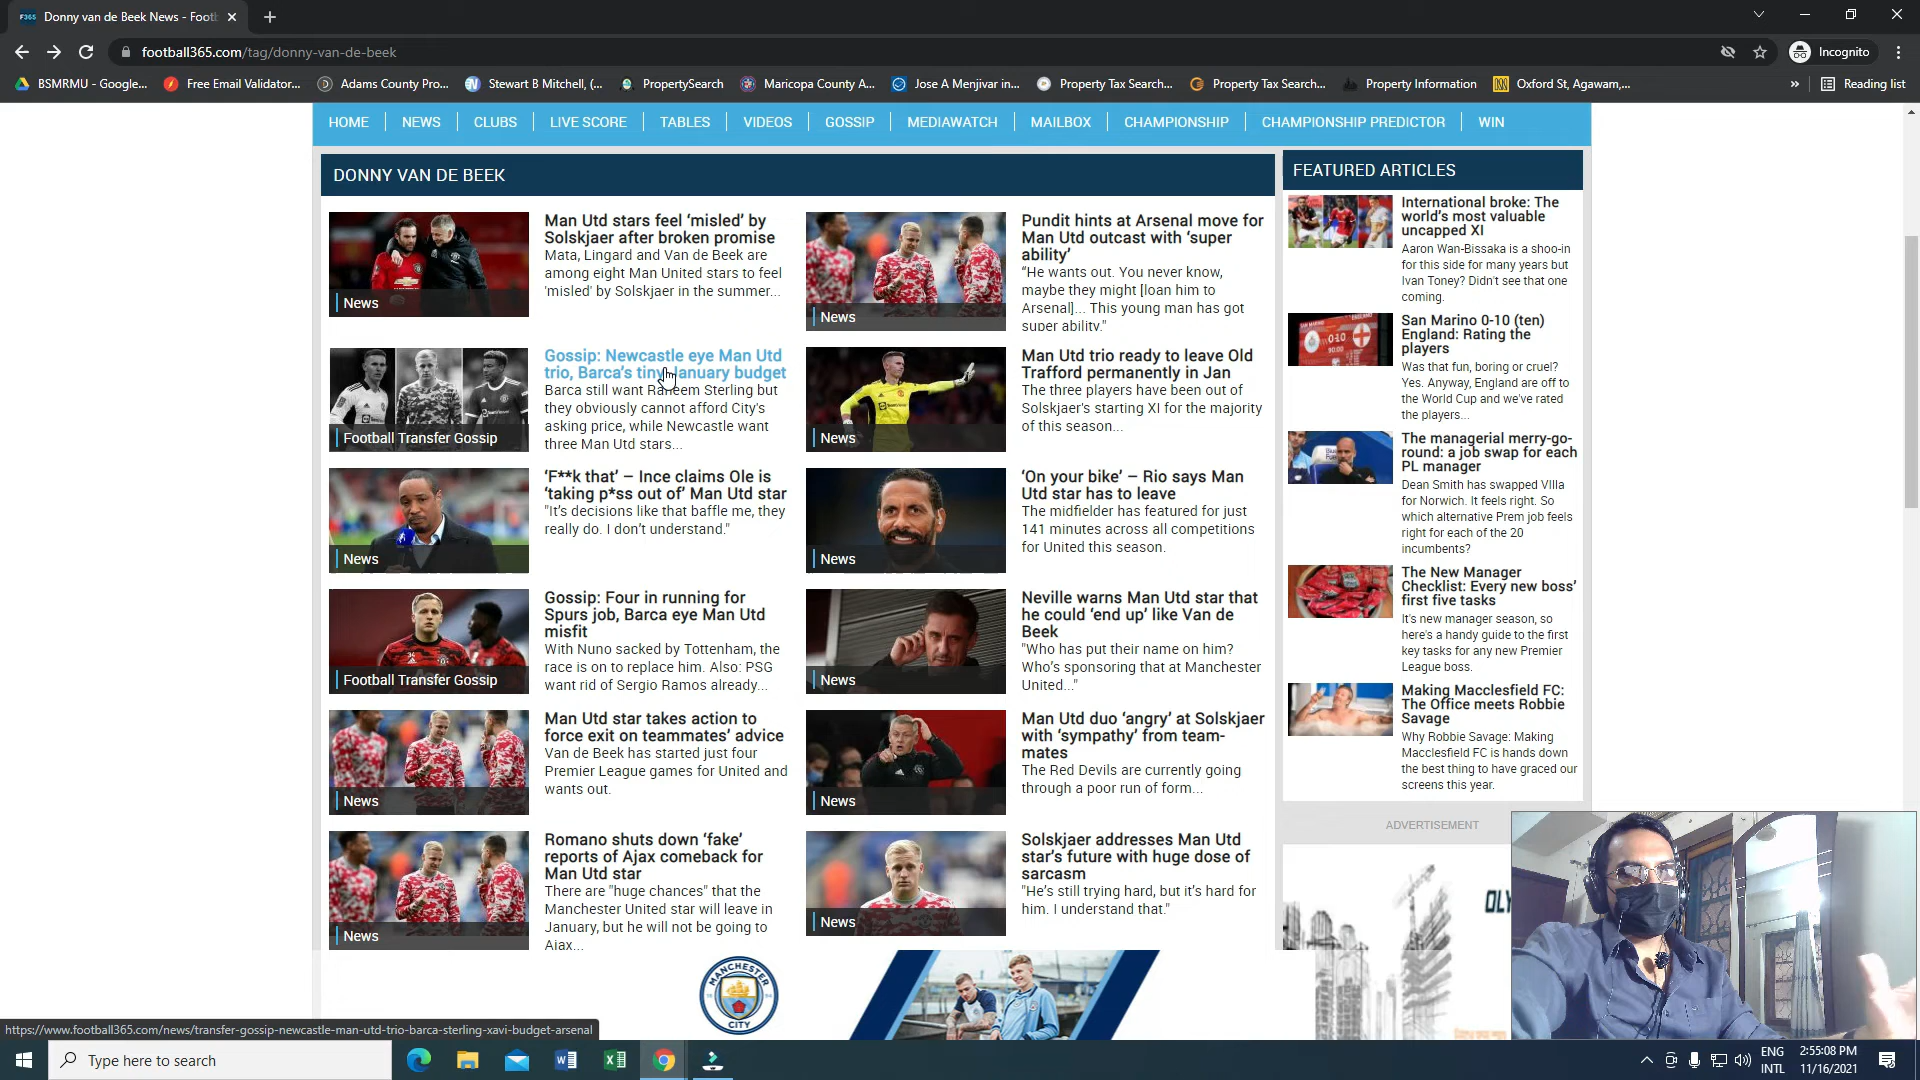 Donny van de Beek News - Footb
football365.com/tag/donny-van-de-beek
Incognito
BSMRMU - Google...
Free Email Validator...
Adams County Pro...
Stewart B Mitchell, (...
PropertySearch
Maricopa County A...
Jose A Menjivar in...
Property Tax Search...
Property Tax Search...
Property Information
Oxford St, Agawam,...
»
Reading list
HOME
NEWS
CLUBS
LIVE SCORE
TABLES
VIDEOS
GOSSIP
MEDIAWATCH
MAILBOX
CHAMPIONSHIP
CHAMPIONSHIP PREDICTOR
WIN
DONNY VAN DE BEEK
News
Man Utd stars feel ‘misled’ by
Solskjaer after broken promise
Mata, Lingard and Van de Beek are
among eight Man United stars to feel
'misled' by Solskjaer in the summer...
News
Pundit hints at Arsenal move for
Man Utd outcast with ‘super
ability’
“He wants out. You never know,
maybe they might [loan him to
Arsenal]... This young man has got
super ability."
Football Transfer Gossip
Gossip: Newcastle eye Man Utd
trio, Barca’s tiny January budget
Barca still want Raheem Sterling but
they obviously cannot afford City's
asking price, while Newcastle want
three Man Utd stars...
News
Man Utd trio ready to leave Old
Trafford permanently in Jan
The three players have been out of
Solskjaer's starting XI for the majority
of this season...
News
‘F**k that’ – Ince claims Ole is
‘taking p*ss out of’ Man Utd star
"It’s decisions like that baffle me, they
really do. I don’t understand."
News
‘On your bike’ – Rio says Man
Utd star has to leave
The midfielder has featured for just
141 minutes across all competitions
for United this season.
Football Transfer Gossip
Gossip: Four in running for
Spurs job, Barca eye Man Utd
misfit
With Nuno sacked by Tottenham, the
race is on to replace him. Also: PSG
want rid of Sergio Ramos already...
News
Neville warns Man Utd star that
he could ‘end up’ like Van de
Beek
"Who has put their name on him?
Who’s sponsoring that at Manchester
United..."
News
Man Utd star takes action to
force exit on teammates’ advice
Van de Beek has started just four
Premier League games for United and
wants out.
News
Man Utd duo ‘angry’ at Solskjaer
with ‘sympathy’ from team-
mates
The Red Devils are currently going
through a poor run of form...
News
Romano shuts down ‘fake’
reports of Ajax comeback for
Man Utd star
There are "huge chances" that the
Manchester United star will leave in
January, but he will not be going to
Ajax...
News
Solskjaer addresses Man Utd
star’s future with huge dose of
sarcasm
"He’s still trying hard, but it’s hard for
him. I understand that."
FEATURED ARTICLES
International broke: The
world’s most valuable
uncapped XI
Aaron Wan-Bissaka is a shoo-in
for this side for many years but
Ivan Toney? Didn't see that one
coming.
San Marino 0-10 (ten)
England: Rating the
players
Was that fun, boring or cruel?
Yes. Anyway, England are off to
the World Cup and we've rated
the players...
The managerial merry-go-
round: a job swap for each
PL manager
Dean Smith has swapped VIlla
for Norwich. It feels right. So
which alternative Prem job feels
right for each of the 20
incumbents?
The New Manager
Checklist: Every new boss’
first five tasks
It's new manager season, so
here's a handy guide to the first
key tasks for any new Premier
League boss.
Making Macclesfield FC:
The Office meets Robbie
Savage
Why Robbie Savage: Making
Macclesfield FC is hands down
the best thing to have graced our
screens this year.
ADVERTISEMENT
OLY
MANCHESTER
CITY
https://www.football365.com/news/transfer-gossip-newcastle-man-utd-trio-barca-sterling-xavi-budget-arsenal
Type here to search
ENG
INTL
2:55:08 PM
11/16/2021